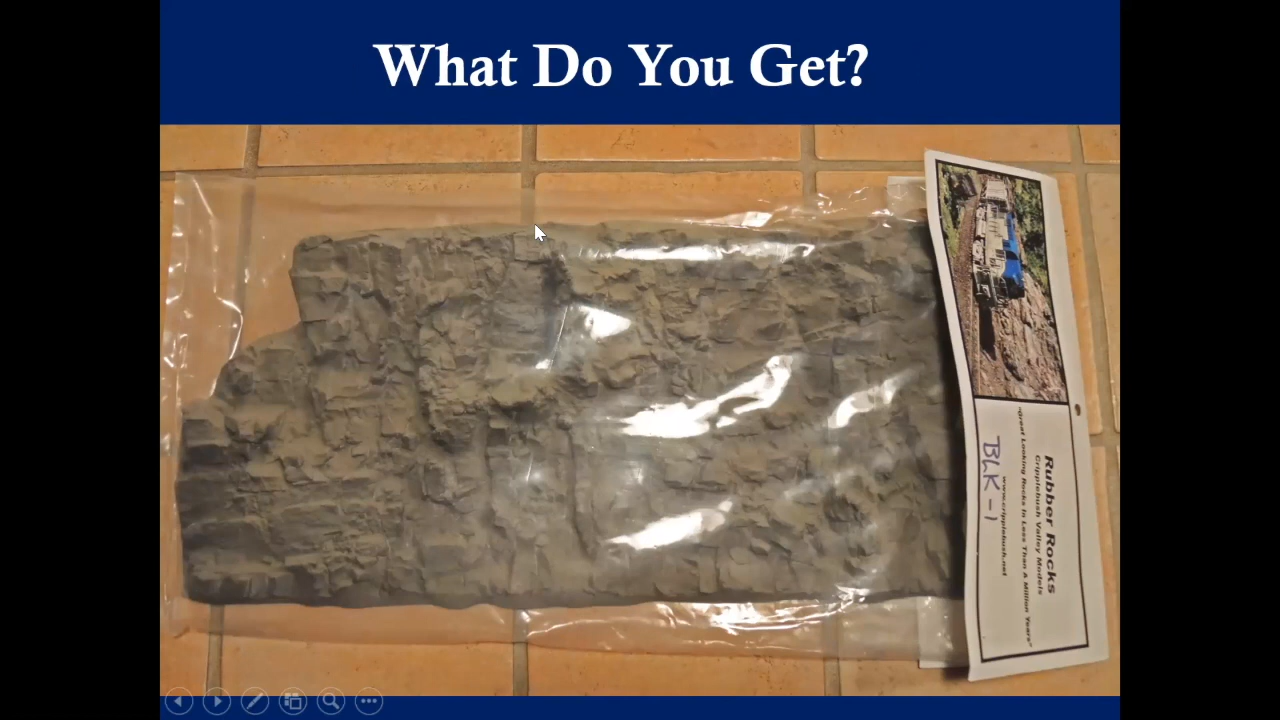 What Do You Get?
Rubber Rocks
Cripplebush Valley Models
"Great Looking Rocks In Less Than A Million Years"
www.cripplebush.net
BLK-1